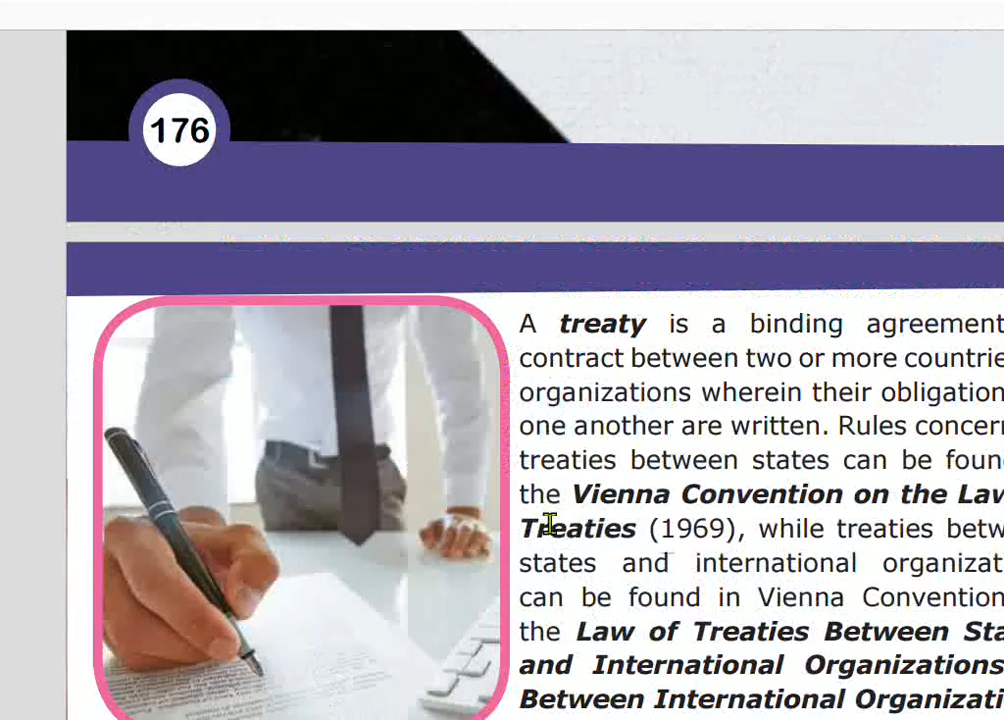 176
A treaty is a binding agreement
contract between two or more countrie
organizations wherein their obligation
one another are written. Rules concern
treaties between states can be foun
the Vienna Convention on the Law
Treaties (1969), while treaties betw
states and international organizat
can be found in Vienna Convention
the Law of Treaties Between Sta
and International Organizations
Between International Organizati